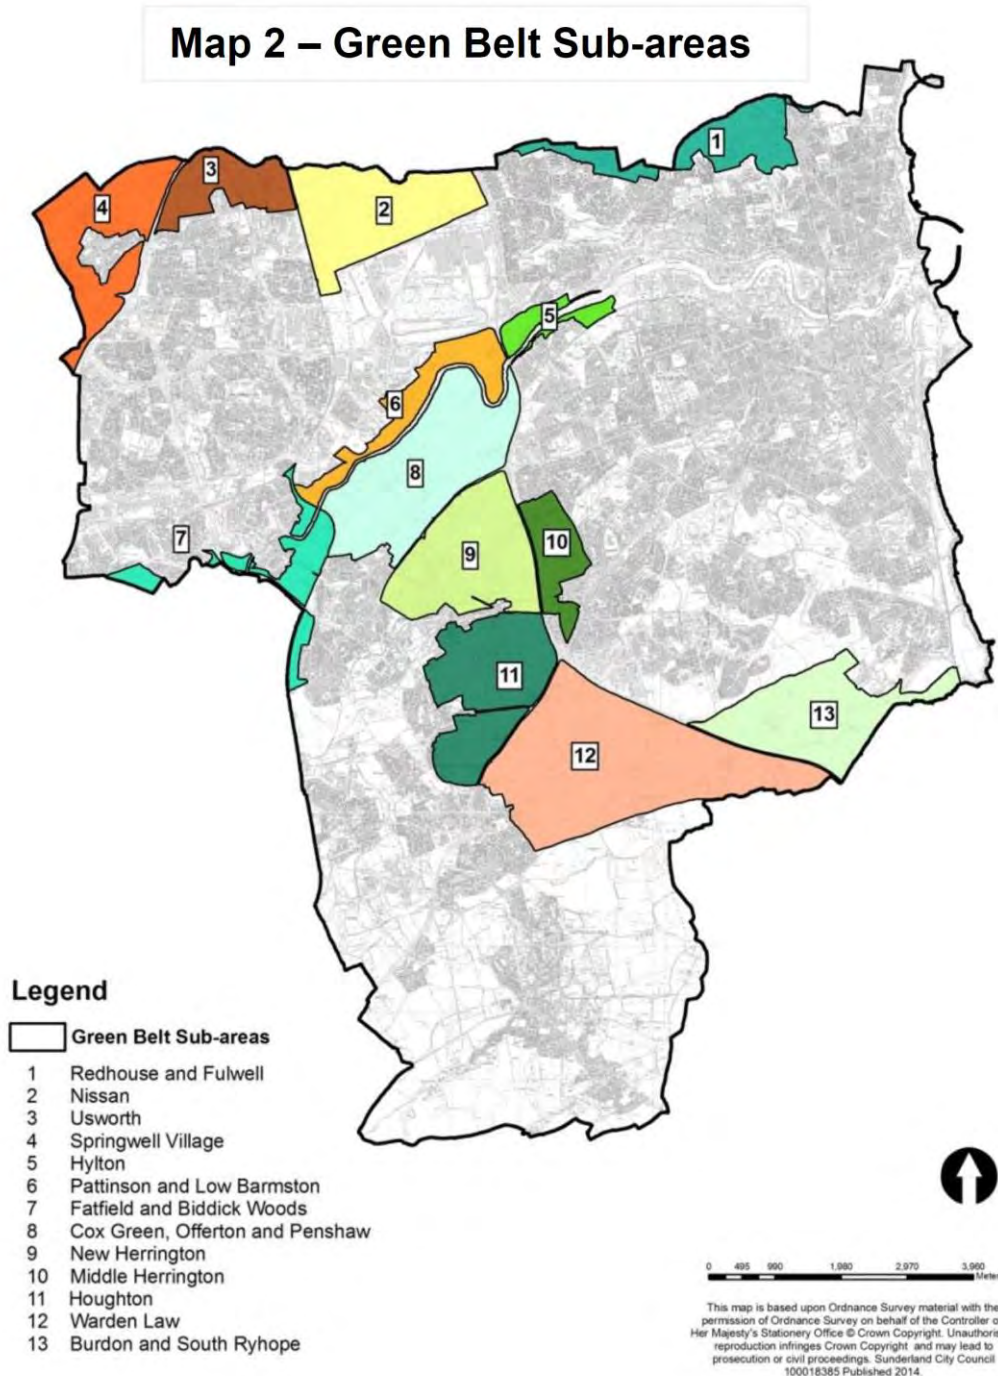 Map 2 – Green Belt Sub-areas
1
3
4
2
5
6
8
7
9
10
11
13
12
Legend
Green Belt Sub-areas
1 Redhouse and Fulwell
2 Nissan
3 Usworth
4 Springwell Village
5 Hylton
6 Pattinson and Low Barmston
7 Fatfield and Biddick Woods
8 Cox Green, Offerton and Penshaw
9 New Herrington
10 Middle Herrington
11 Houghton
12 Warden Law
13 Burdon and South Ryhope
0 495 990 1,980 2,970 3,960
Mete
This map is based upon Ordnance Survey material with the
permission of Ordnance Survey on behalf of the Controller o
Her Majesty's Stationery Office © Crown Copyright. Unauthoris
reproduction infringes Crown Copyright and may lead to
prosecution or civil proceedings. Sunderland City Council
100018385 Published 2014.